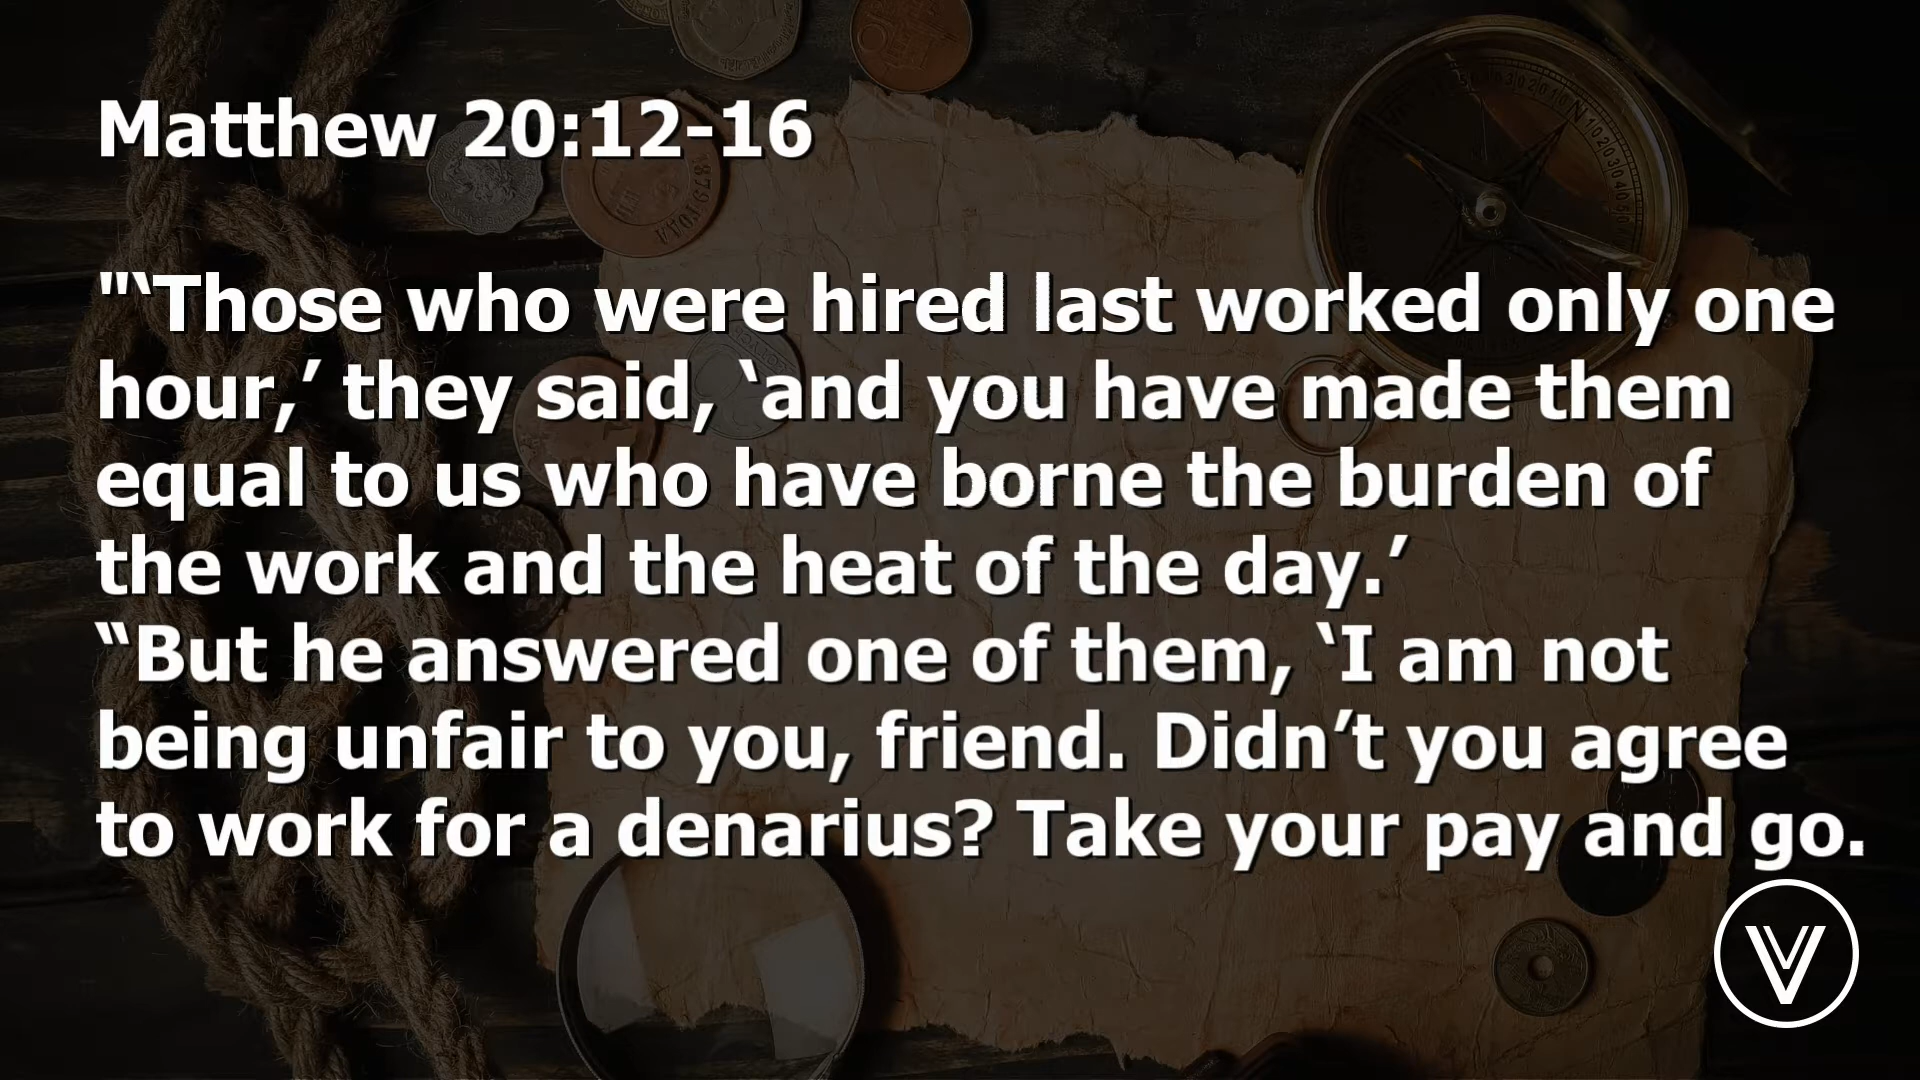 Matthew 20:12-16
"‘Those who were hired last worked only one
hour,’ they said, ‘and you have made them
equal to us who have borne the burden of
the work and the heat of the day.’
“But he answered one of them, ‘I am not
being unfair to you, friend. Didn’t you agree
to work for a denarius? Take your pay and go.